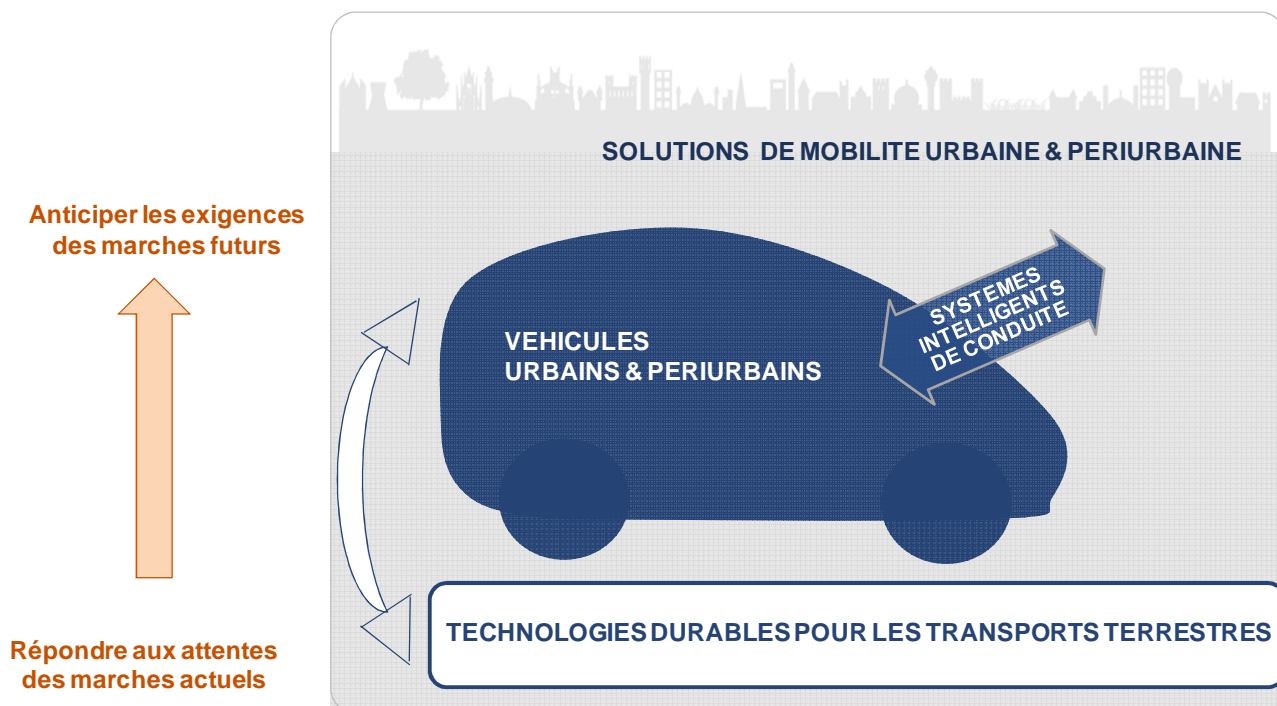 SOLUTIONS DE MOBILITE URBAINE & PERIURBAINE
Anticiper les exigences
des marches futurs
SYSTEMES
INTELLIGENTS
DE CONDUITE
VEHICULES
URBAINS & PERIURBAINS
TECHNOLOGIES DURABLES POUR LES TRANSPORTS TERRESTRES
Répondre aux attentes
des marches actuels